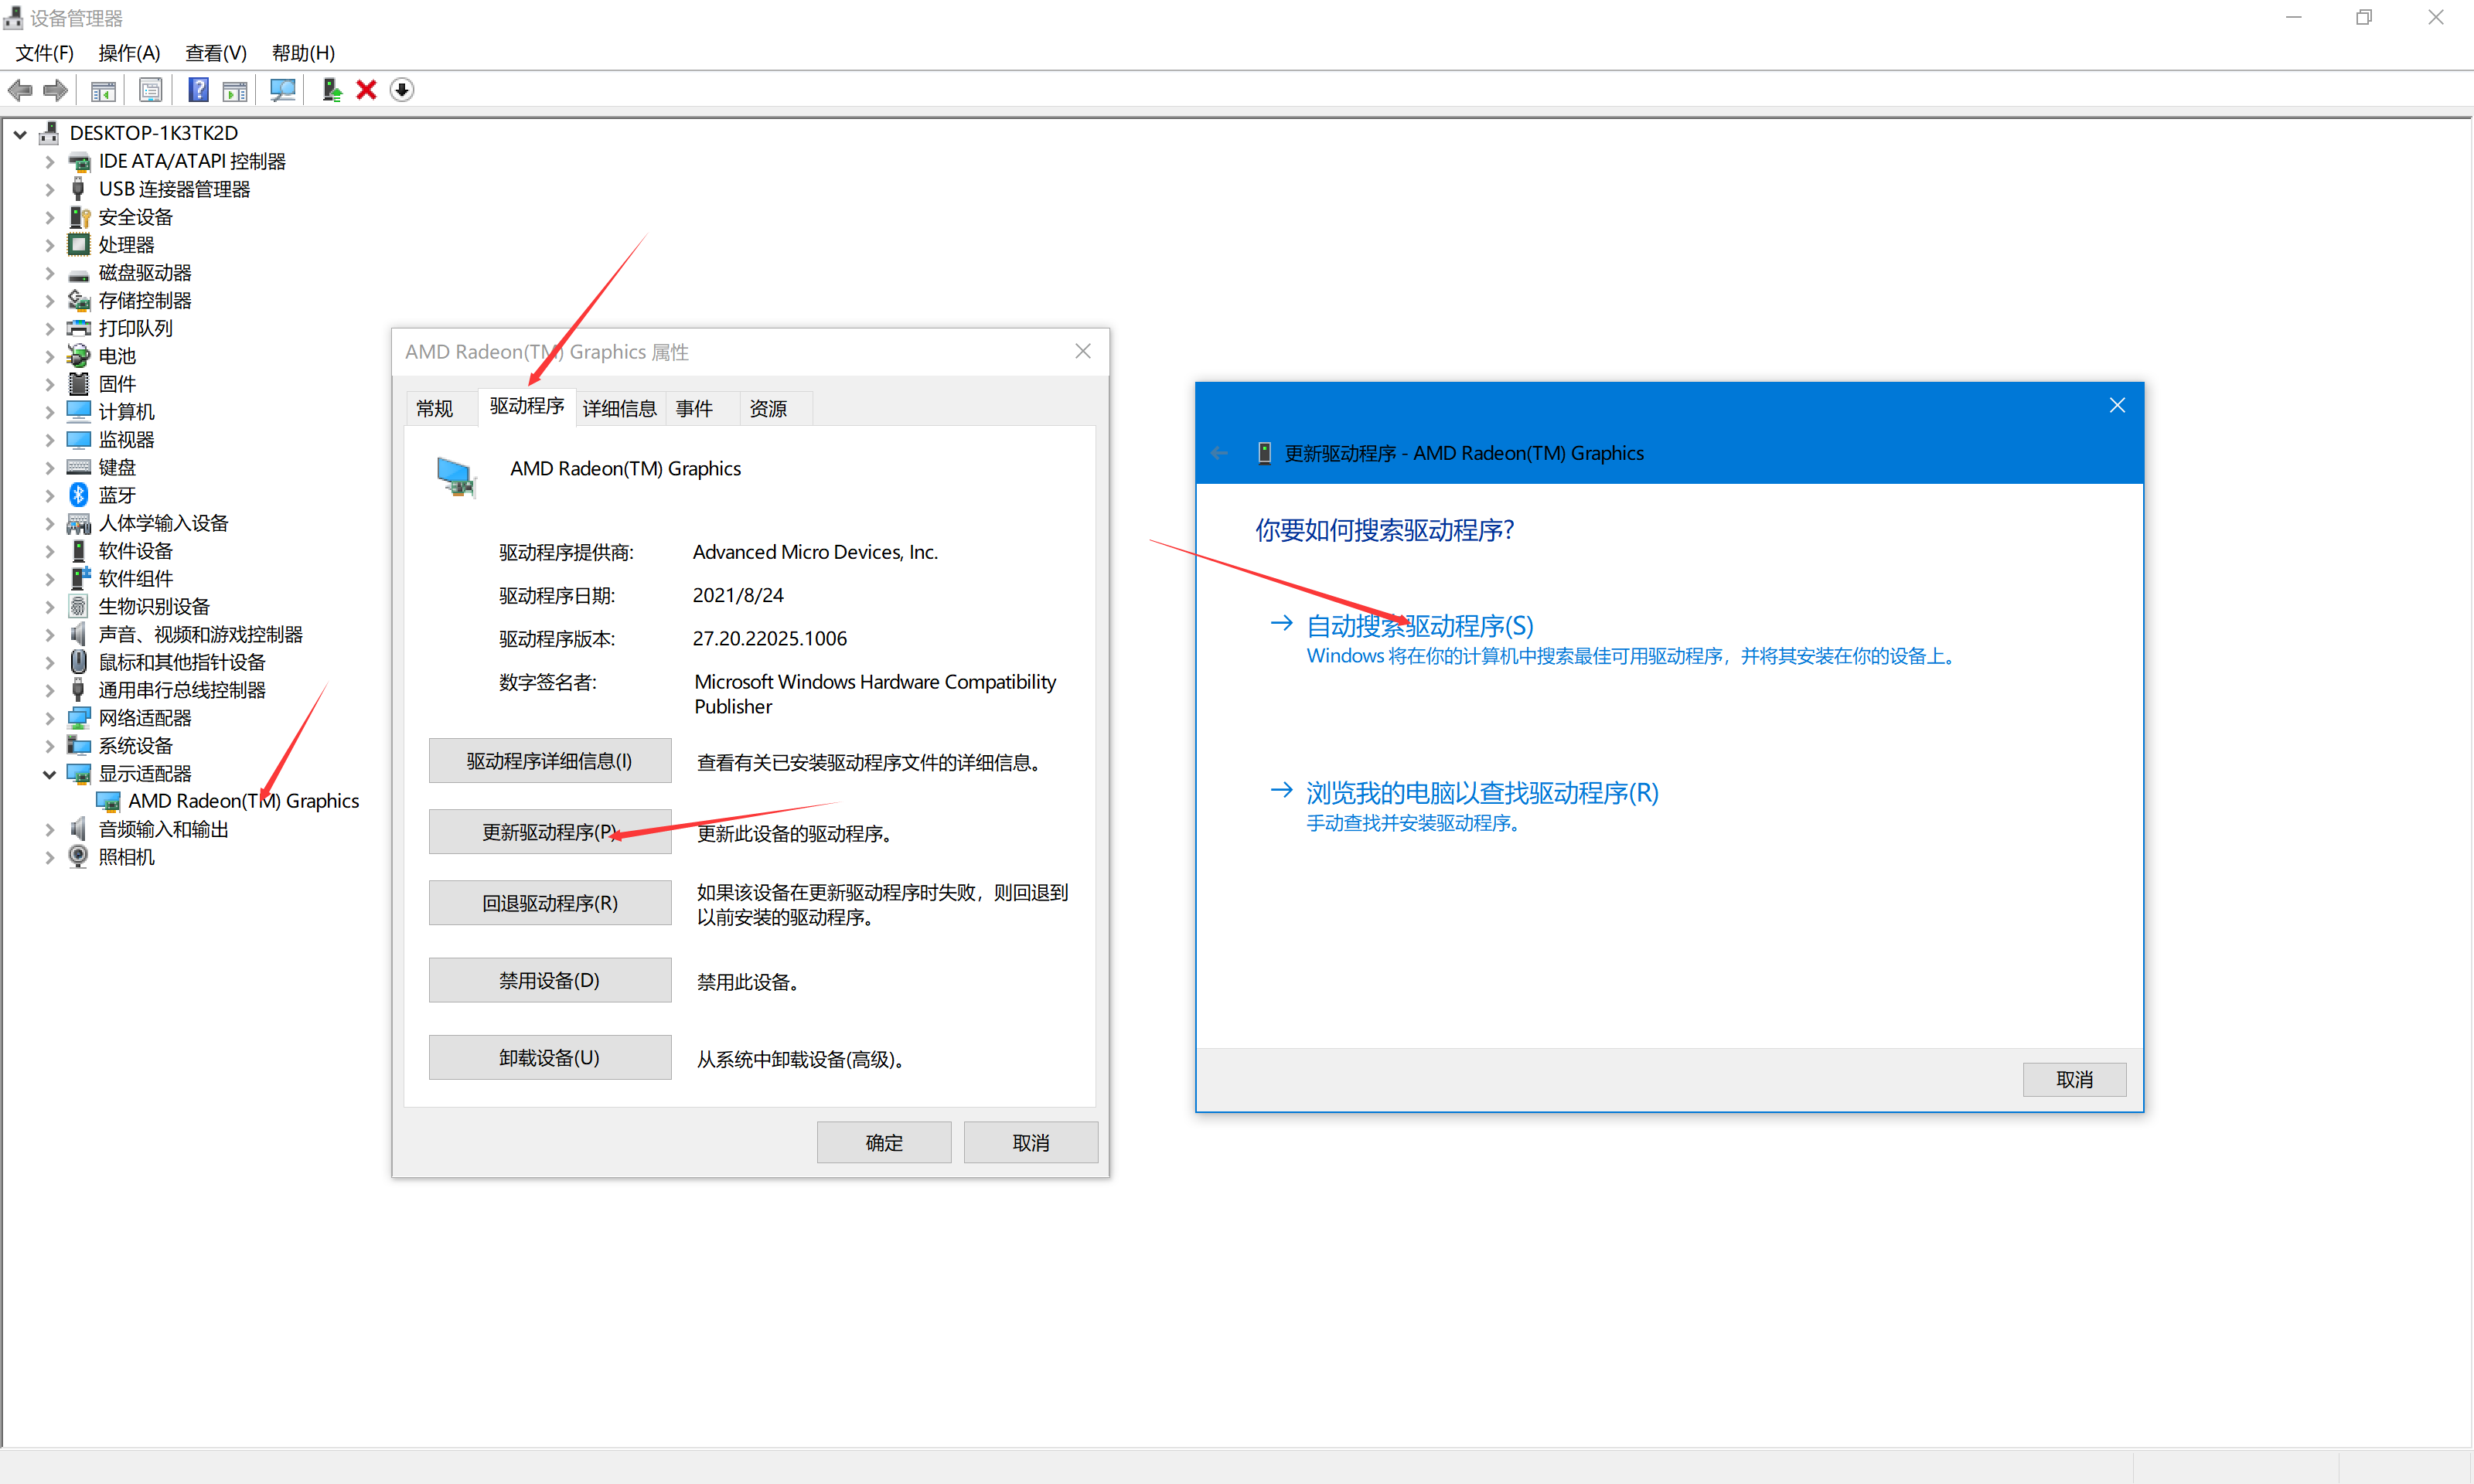 设备管理器
文件(F) 操作(A) 查看(V) 帮助(H)
DESKTOP-1K3TK2D
IDE ATA/ATAPI 控制器
USB 连接器管理器
安全设备
处理器
磁盘驱动器
存储控制器
打印队列
电池
固件
计算机
监视器
键盘
蓝牙
人体学输入设备
软件设备
软件组件
生物识别设备
声音、视频和游戏控制器
鼠标和其他指针设备
通用串行总线控制器
网络适配器
系统设备
显示适配器
AMD Radeon(TM) Graphics
音频输入和输出
照相机
AMD Radeon(TM) Graphics 属性
常规 驱动程序 详细信息 事件 资源
AMD Radeon(TM) Graphics
驱动程序提供商: Advanced Micro Devices, Inc.
驱动程序日期: 2021/8/24
驱动程序版本: 27.20.22025.1006
数字签名者: Microsoft Windows Hardware Compatibility
Publisher
驱动程序详细信息(I) 查看有关已安装驱动程序文件的详细信息。
更新驱动程序(P) 更新此设备的驱动程序。
回退驱动程序(R) 如果该设备在更新驱动程序时失败，则回退到
以前安装的驱动程序。
禁用设备(D) 禁用此设备。
卸载设备(U) 从系统中卸载设备(高级)。
确定 取消
更新驱动程序 - AMD Radeon(TM) Graphics
你要如何搜索驱动程序?
自动搜索驱动程序(S)
Windows 将在你的计算机中搜索最佳可用驱动程序，并将其安装在你的设备上。
浏览我的电脑以查找驱动程序(R)
手动查找并安装驱动程序。
取消